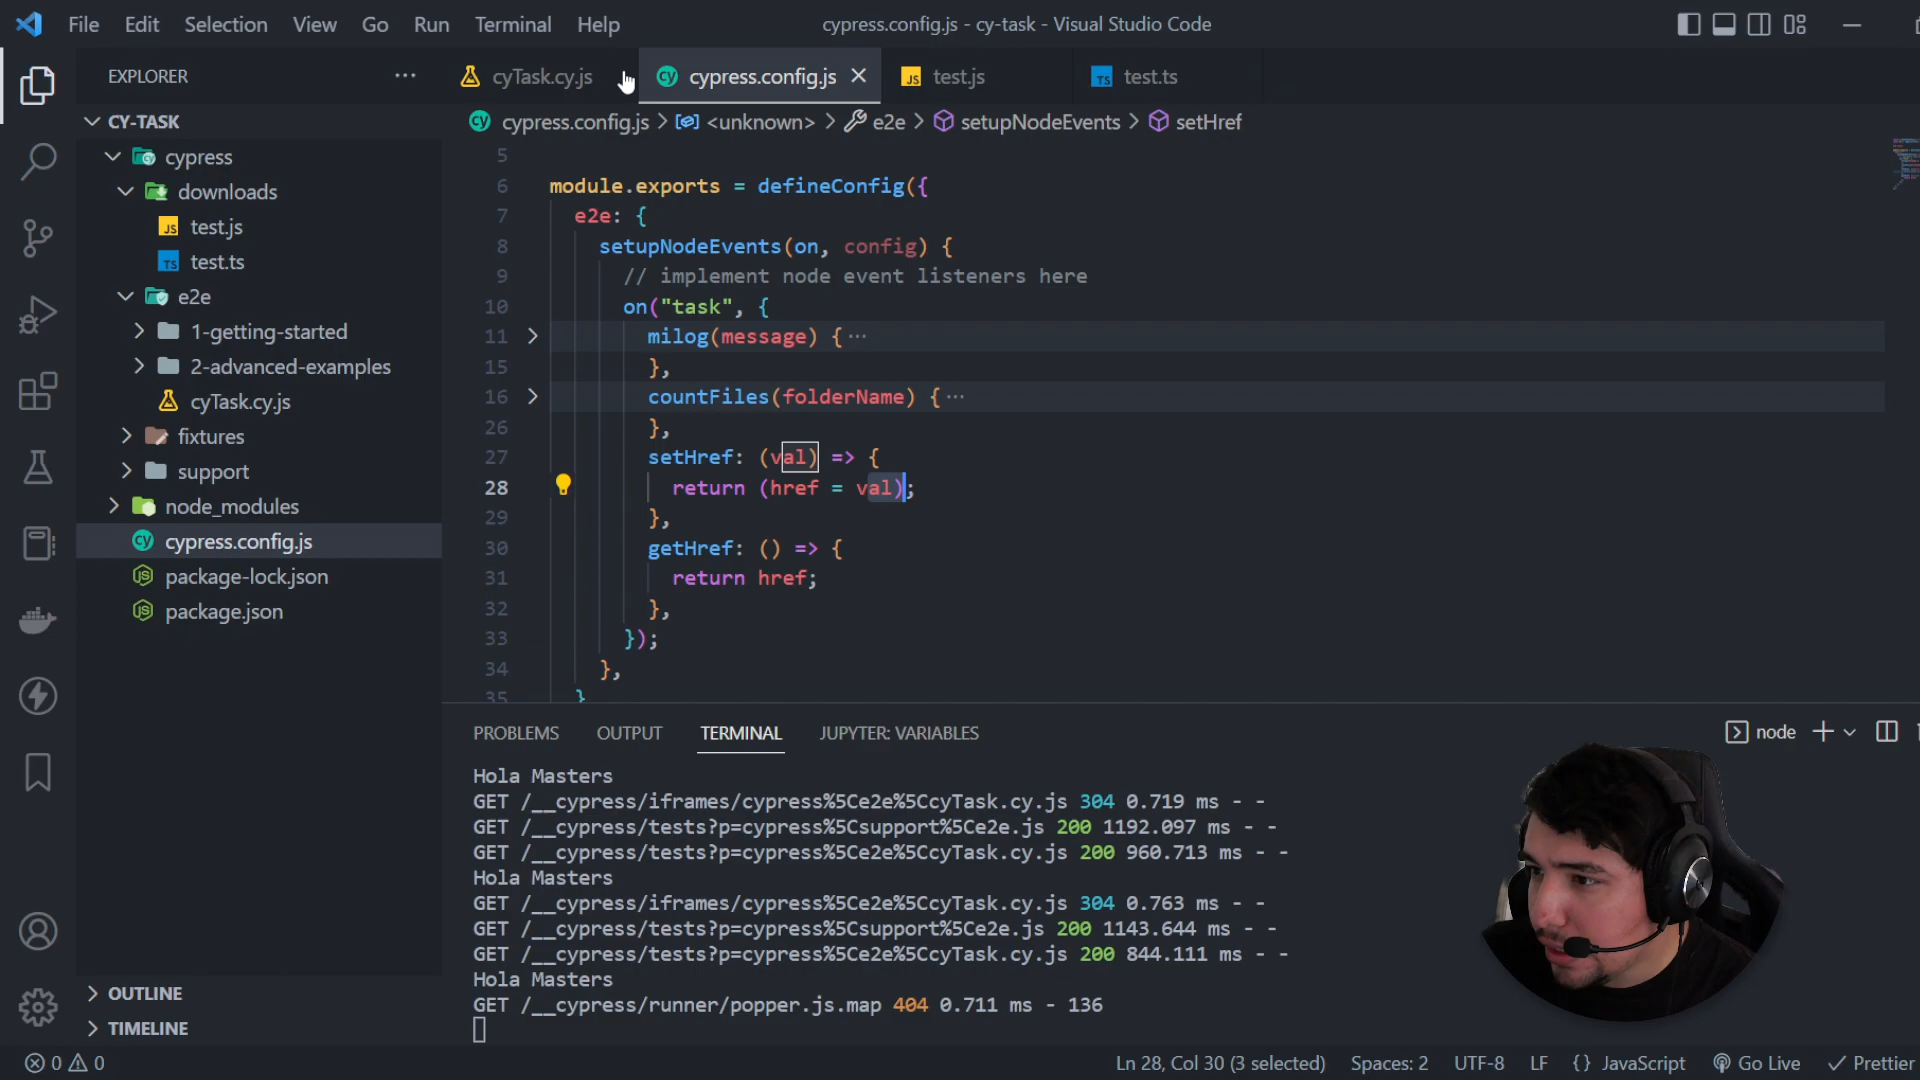 File Edit Selection View Go Run Terminal Help
cypress.config.js - cy-task - Visual Studio Code
EXPLORER
cyTask.cy.js
cypress.config.js
test.js
test.ts
CY-TASK
cypress
downloads
test.js
test.ts
e2e
1-getting-started
2-advanced-examples
cyTask.cy.js
fixtures
support
node_modules
cypress.config.js
package-lock.json
package.json
OUTLINE
TIMELINE
cypress.config.js > <unknown> > e2e > setupNodeEvents > setHref
5
6 module.exports = defineConfig({
7 e2e: {
8 setupNodeEvents(on, config) {
9 // implement node event listeners here
10 on("task", {
11 milog(message) {···
15 },
16 countFiles(folderName) {···
26 },
27 setHref: (val) => {
28 return (href = val);
29 },
30 getHref: () => {
31 return href;
32 },
33 });
34 },
35 }
PROBLEMS OUTPUT TERMINAL JUPYTER: VARIABLES
node
Hola Masters
GET /__cypress/iframes/cypress%5Ce2e%5CcyTask.cy.js 304 0.719 ms - -
GET /__cypress/tests?p=cypress%5Csupport%5Ce2e.js 200 1192.097 ms - -
GET /__cypress/tests?p=cypress%5Ce2e%5CcyTask.cy.js 200 960.713 ms - -
Hola Masters
GET /__cypress/iframes/cypress%5Ce2e%5CcyTask.cy.js 304 0.763 ms - -
GET /__cypress/tests?p=cypress%5Csupport%5Ce2e.js 200 1143.644 ms - -
GET /__cypress/tests?p=cypress%5Ce2e%5CcyTask.cy.js 200 844.111 ms - -
Hola Masters
GET /__cypress/runner/popper.js.map 404 0.711 ms - 136
0 0
Ln 28, Col 30 (3 selected) Spaces: 2 UTF-8 LF {} JavaScript Go Live Prettier